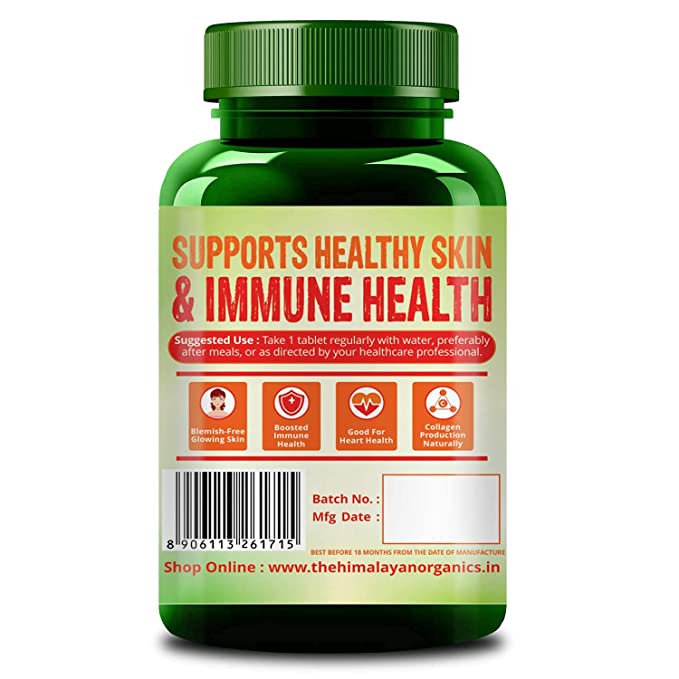 SUPPORTS HEALTHY SKIN
& IMMUNE HEALTH
Suggested Use : Take 1 tablet regularly with water, preferably
after meals, or as directed by your healthcare professional.
Blemish-Free
Glowing Skin
Boosted
Immune
Health
Good For
Heart Health
C
Collagen
Production
Naturally
Batch No. :
Mfg Date :
8 906113 261715
BEST BEFORE 18 MONTHS FROM THE DATE OF MANUFACTURE
Shop Online : www.thehimalayanorganics.in